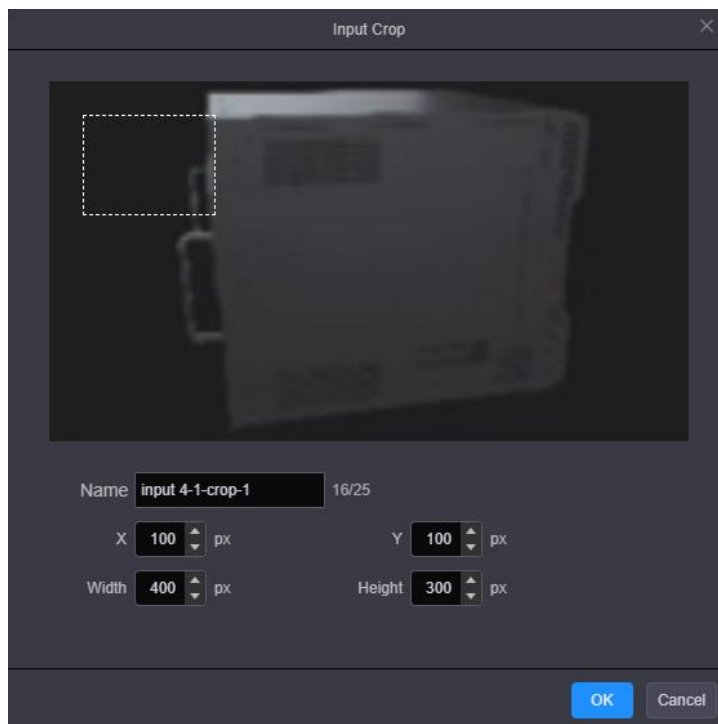 Input Crop
Name input 4-1-crop-1 16/25
X 100 px Y 100 px
Width 400 px Height 300 px
OK Cancel